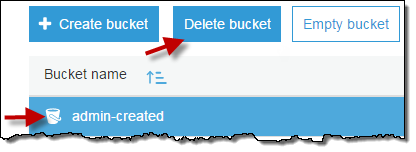 Create bucket
Delete bucket
Empty bucket
Bucket name
admin-created